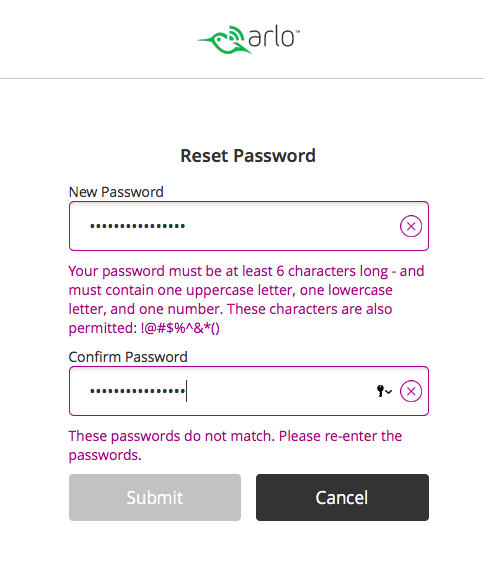 arlo™
Reset Password
New Password
••••••••••••••••
Your password must be at least 6 characters long - and
must contain one uppercase letter, one lowercase
letter, and one number. These characters are also
permitted: !@#$%^&*()
Confirm Password
••••••••••••••••
These passwords do not match. Please re-enter the
passwords.
Submit
Cancel